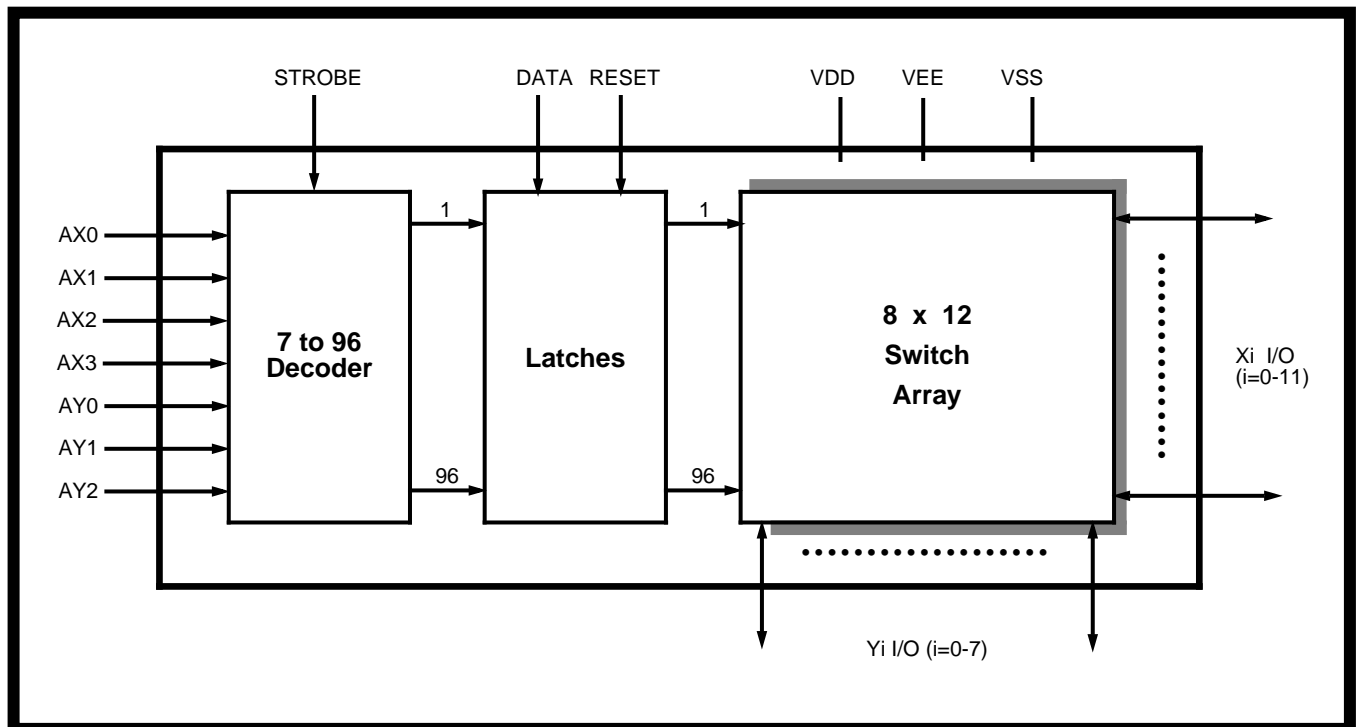 STROBE
DATA RESET
VDD VEE VSS
AX0
AX1
AX2
AX3
AY0
AY1
AY2
7 to 96
Decoder
1
96
Latches
1
96
8 x 12
Switch
Array
Xi I/O
(i=0-11)
Yi I/O (i=0-7)